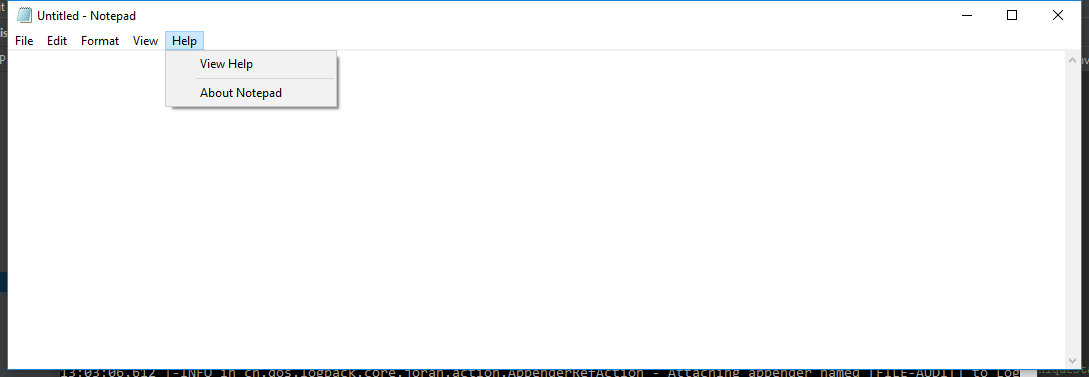 Untitled - Notepad
File Edit Format View Help
View Help
About Notepad
13:03:06,612 |-INFO in ch.qos.logback.core.joran.action.AppenderRefAction - Attaching appender named [FILE-AUDIT] to Log